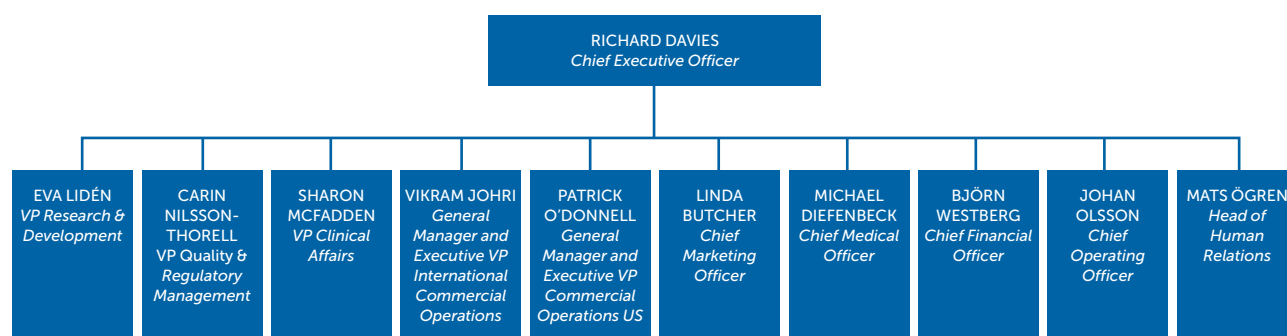 RICHARD DAVIES
Chief Executive Officer
EVA LIDÉN
VP Research &
Development
CARIN
NILSSON-
THORELL
VP Quality &
Regulatory
Management
SHARON
MCFADDEN
VP Clinical
Affairs
VIKRAM JOHRI
General
Manager and
Executive VP
International
Commercial
Operations
PATRICK
O’DONNELL
General
Manager and
Executive VP
Commercial
Operations US
LINDA
BUTCHER
Chief
Marketing
Officer
MICHAEL
DIEFENBECK
Chief Medical
Officer
BJÖRN
WESTBERG
Chief Financial
Officer
JOHAN
OLSSON
Chief
Operating
Officer
MATS ÖGREN
Head of
Human
Relations